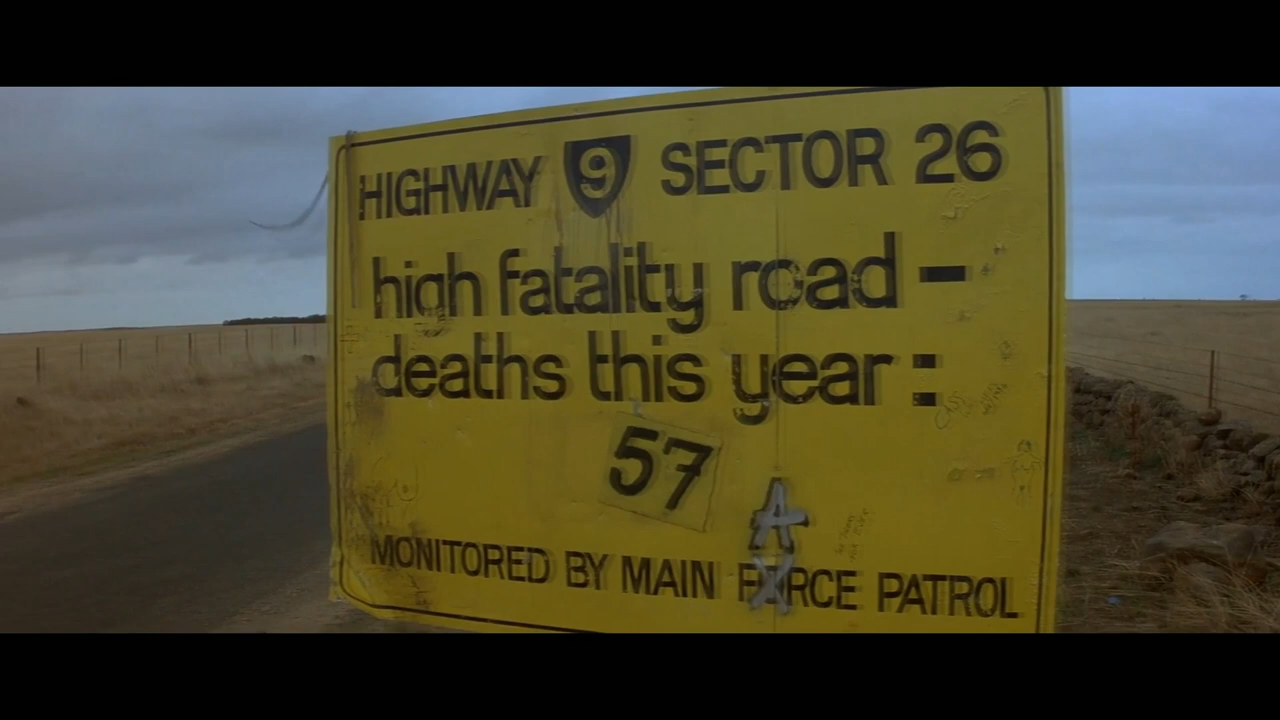 HIGHWAY 9 SECTOR 26
high fatality road -
deaths this year :
57
A
MONITORED BY MAIN FORCE PATROL